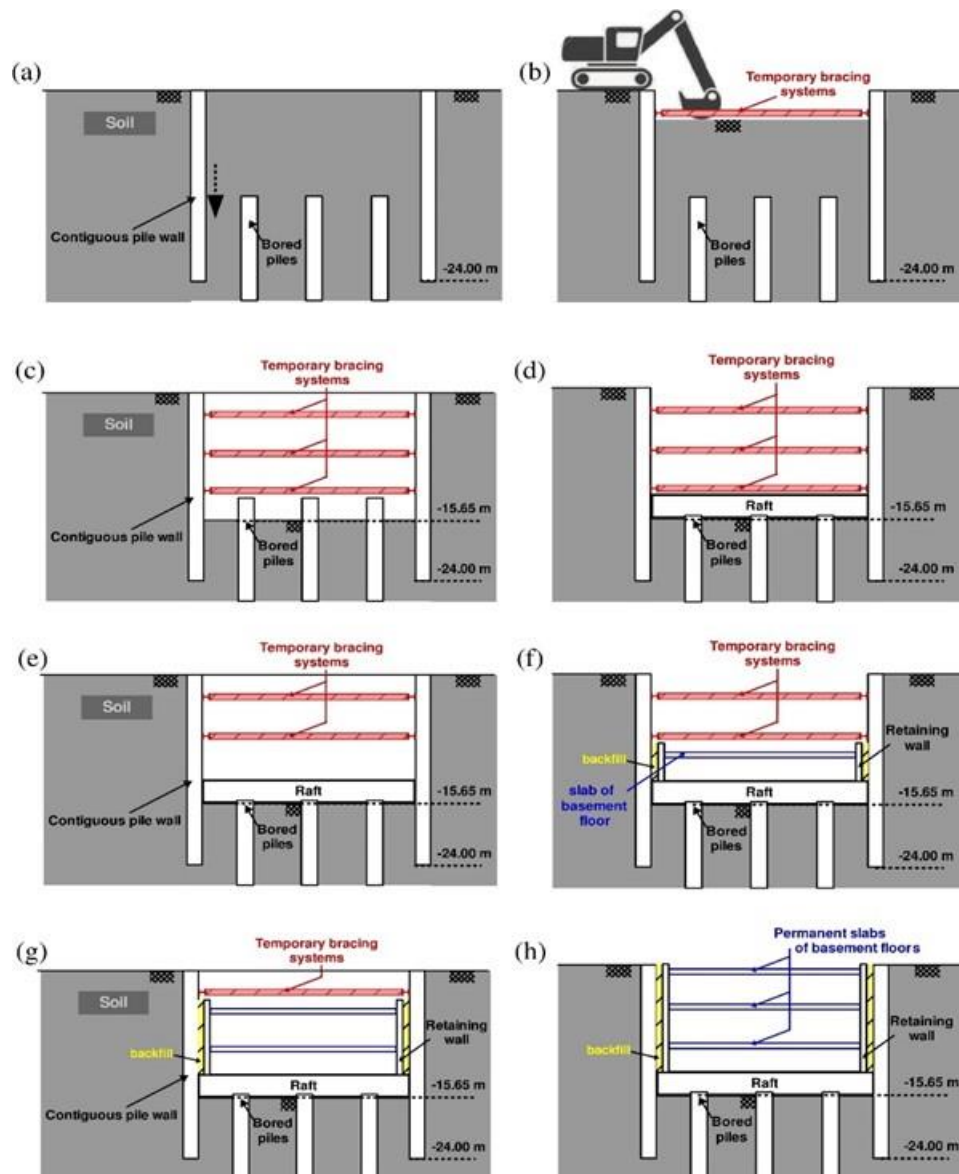 (a)
Soil
Contiguous pile wall
Bored
piles
-24.00 m
(b)
Temporary bracing
systems
Bored
piles
-24.00 m
(c)
Temporary bracing
systems
Soil
-15.65 m
Contiguous pile wall
Bored
piles
-24.00 m
(d)
Temporary bracing
systems
Raft
-15.65 m
Bored
piles
-24.00 m
(e)
Temporary bracing
systems
Soil
Raft
-15.65 m
Contiguous pile wall
Bored
piles
-24.00 m
(f)
Temporary bracing
systems
Retaining
wall
backfill
slab of
basement
floor
Raft
-15.65 m
Bored
piles
-24.00 m
(g)
Temporary bracing
systems
Soil
Retaining
wall
backfill
Raft
-15.65 m
Contiguous pile wall
Bored
piles
-24.00 m
(h)
Permanent slabs
of basement floors
Retaining
wall
backfill
Raft
-15.65 m
Bored
piles
-24.00 m